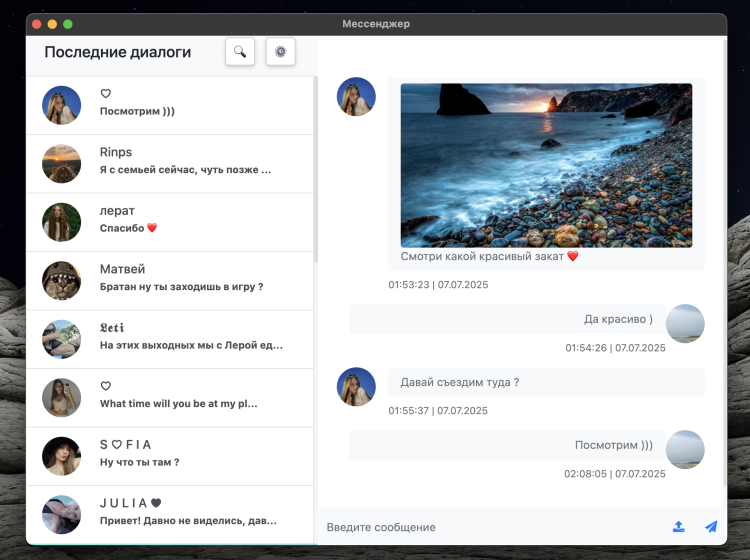 Мессенджер
Последние диалоги
♡
Посмотрим )))
Rinps
Я с семьей сейчас, чуть позже ...
лерат
Спасибо ❤️
Матвей
Братан ну ты заходишь в игру ?
𝕷𝖊𝖙𝖎
На этих выходных мы с Лерой ед...
♡
What time will you be at my pl...
S ♡ F I A
Ну что ты там ?
J U L I A 🖤
Привет! Давно не виделись, дав...
Смотри какой красивый закат ❤️
01:53:23 | 07.07.2025
Да красиво )
01:54:26 | 07.07.2025
Давай съездим туда ?
01:55:37 | 07.07.2025
Посмотрим )))
02:08:05 | 07.07.2025
Введите сообщение